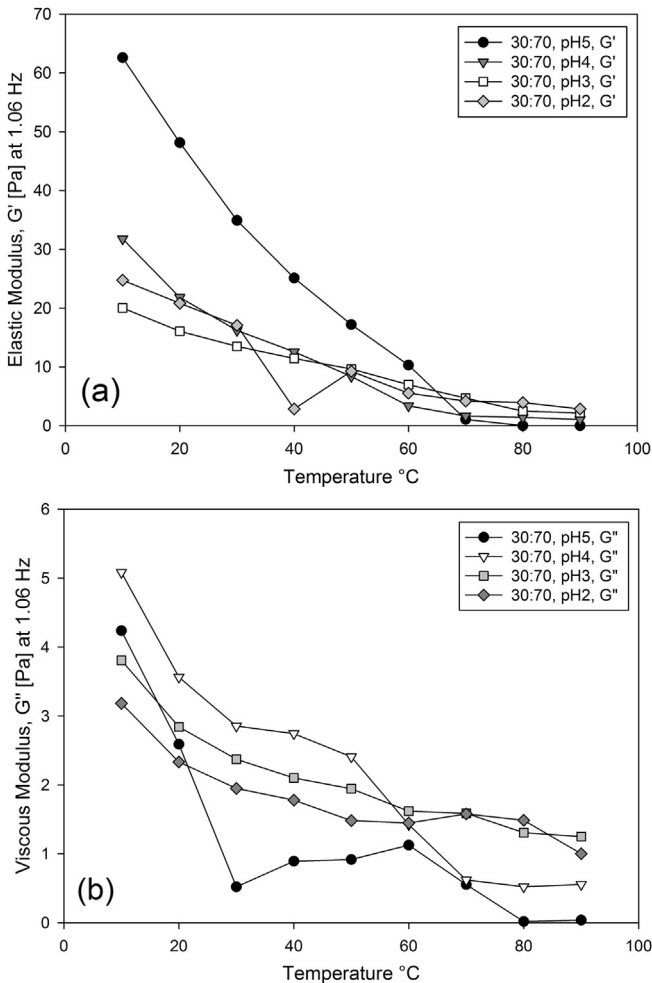 70
60
50
40
30
20
10
0
Elastic Modulus, G' [Pa] at 1.06 Hz
30:70, pH5, G'
30:70, pH4, G'
30:70, pH3, G'
30:70, pH2, G'
(a)
0 20 40 60 80 100
Temperature °C
6
5
4
3
2
1
0
Viscous Modulus, G" [Pa] at 1.06 Hz
30:70, pH5, G"
30:70, pH4, G"
30:70, pH3, G"
30:70, pH2, G"
(b)
0 20 40 60 80 100
Temperature °C